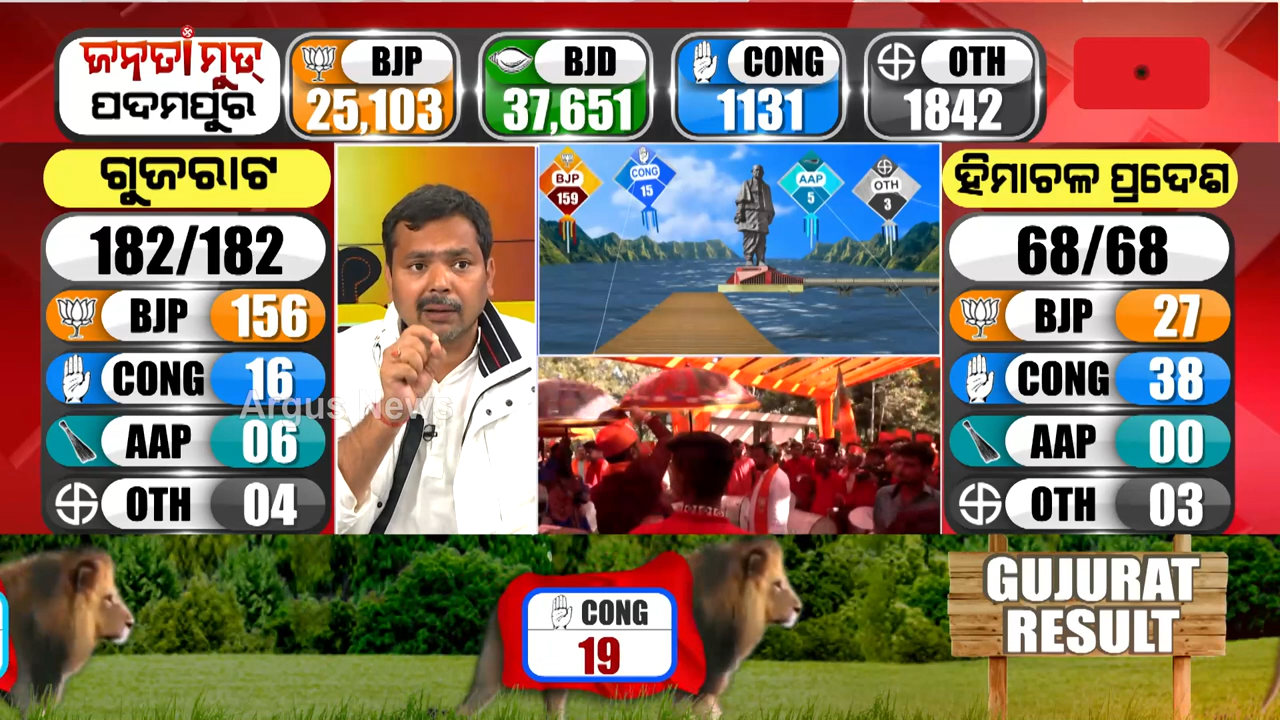 ଜନତା ମୁଡ୍
ପଦମପୁର
BJP
25,103
BJD
37,651
CONG
1131
OTH
1842
ଗୁଜରାଟ
182/182
BJP 156
CONG 16
AAP 06
OTH 04
BJP
159
CONG
15
AAP
5
OTH
3
ହିମାଚଳ ପ୍ରଦେଶ
68/68
BJP 27
CONG 38
AAP 00
OTH 03
Argus News
CONG
19
GUJURAT
RESULT